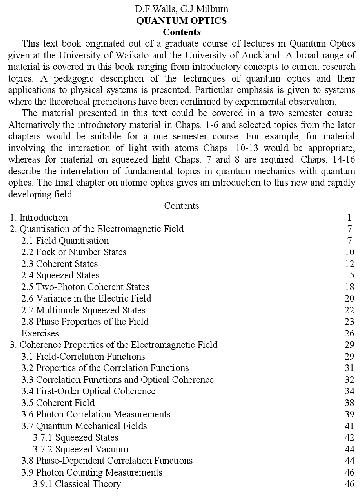 D.F Walls, G.J Milburn
QUANTUM OPTICS
Contents
This text book originated out of a graduate course of lectures in Quantum Optics
given at the University of Waikato and the University of Auckland. A broad range of
material is covered in this book ranging from introductory concepts to current research
topics. A pedagogic description of the techniques of quantum optics and their
applications to physical systems is presented. Particular emphasis is given to systems
where the theoretical predictions have been confirmed by experimental observation.
The material presented in this text could be covered in a two semester course.
Alternatively the introductory material in Chaps. 1-6 and selected topics from the later
chapters would be suitable for a one semester course. For example, for material
involving the interaction of light with atoms Chaps. 10-13 would be appropriate,
whereas for material on squeezed light Chaps. 7 and 8 are required. Chaps. 14-16
describe the interrelation of fundamental topics in quantum mechanics with quantum
optics. The final chapter on atomic optics gives an introduction to this new and rapidly
developing field.
Contents
1. Introduction 1
2. Quantisation of the Electromagnetic Field 7
2.1 Field Quantisation 7
2.2 Fock or Number States 10
2.3 Coherent States 12
2.4 Squeezed States 15
2.5 Two-Photon Coherent States 18
2.6 Variance in the Electric Field 20
2.7 Multimode Squeezed States 22
2.8 Phase Properties of the Field 23
Exercises 26
3. Coherence Properties of the Electromagnetic Field 29
3.1 Field-Correlation Functions 29
3.2 Properties of the Correlation Functions 31
3.3 Correlation Functions and Optical Coherence 32
3.4 First-Order Optical Coherence 34
3.5 Coherent Field 38
3.6 Photon Correlation Measurements 39
3.7 Quantum Mechanical Fields 41
3.7.1 Squeezed States 42
3.7.2 Squeezed Vacuum 44
3.8 Phase-Dependent Correlation Functions 44
3.9 Photon Counting Measurements 46
3.9.1 Classical Theory 46